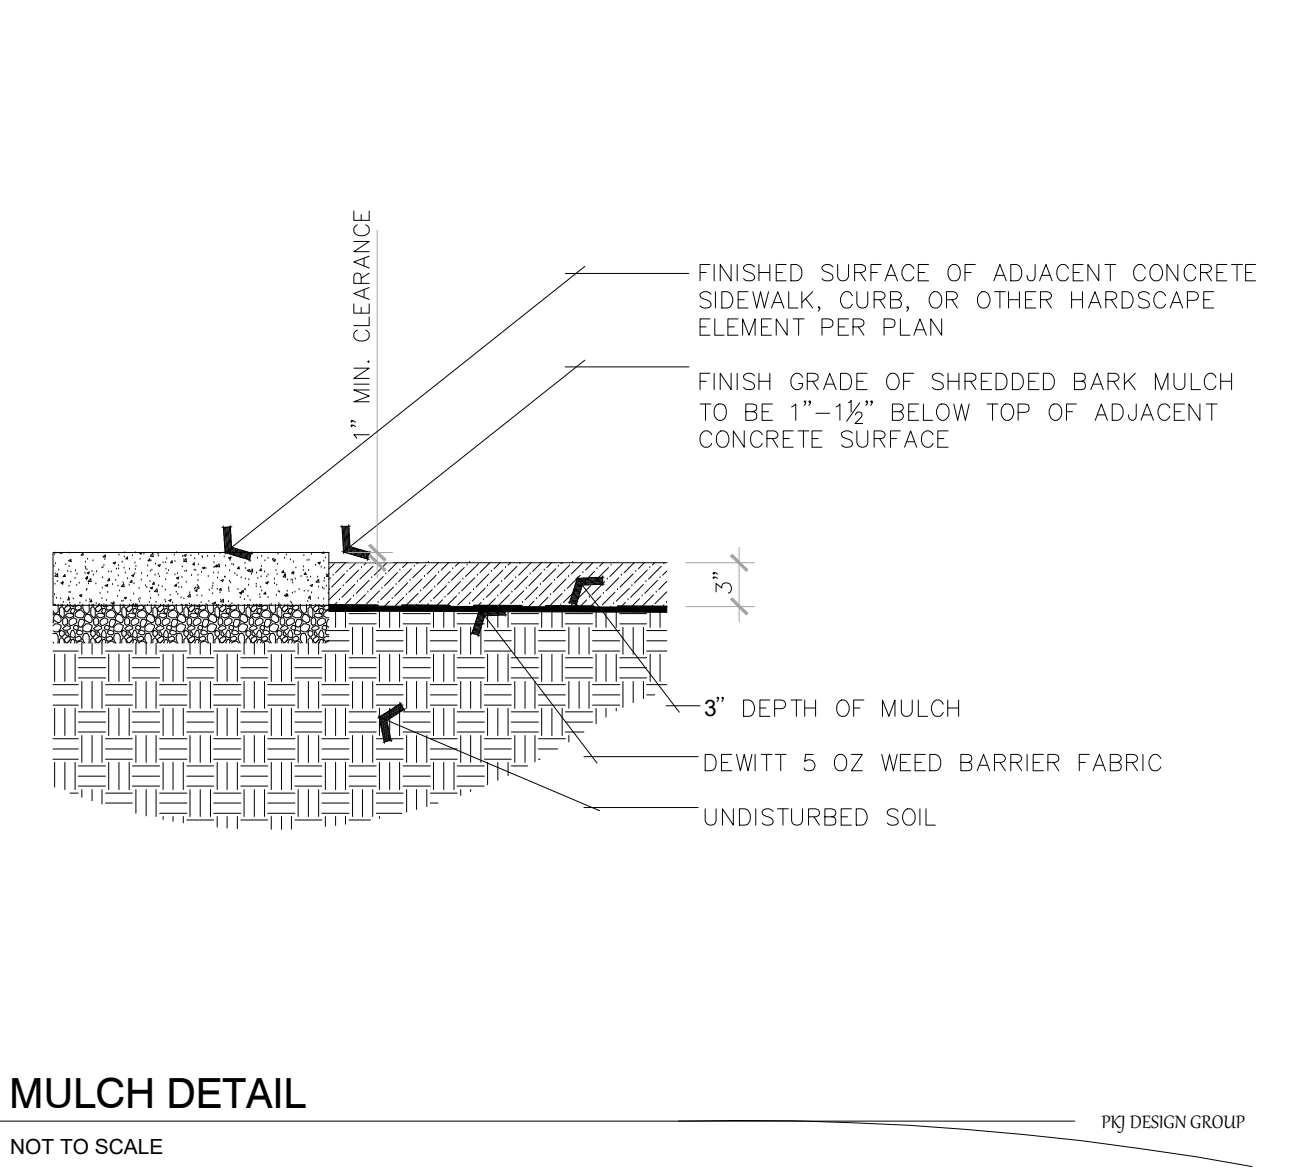 1” MIN. CLEARANCE
FINISHED SURFACE OF ADJACENT CONCRETE
SIDEWALK, CURB, OR OTHER HARDSCAPE
ELEMENT PER PLAN
FINISH GRADE OF SHREDDED BARK MULCH
TO BE 1”–1½” BELOW TOP OF ADJACENT
CONCRETE SURFACE
3”
3” DEPTH OF MULCH
DEWITT 5 OZ WEED BARRIER FABRIC
UNDISTURBED SOIL
MULCH DETAIL
PKJ DESIGN GROUP
NOT TO SCALE